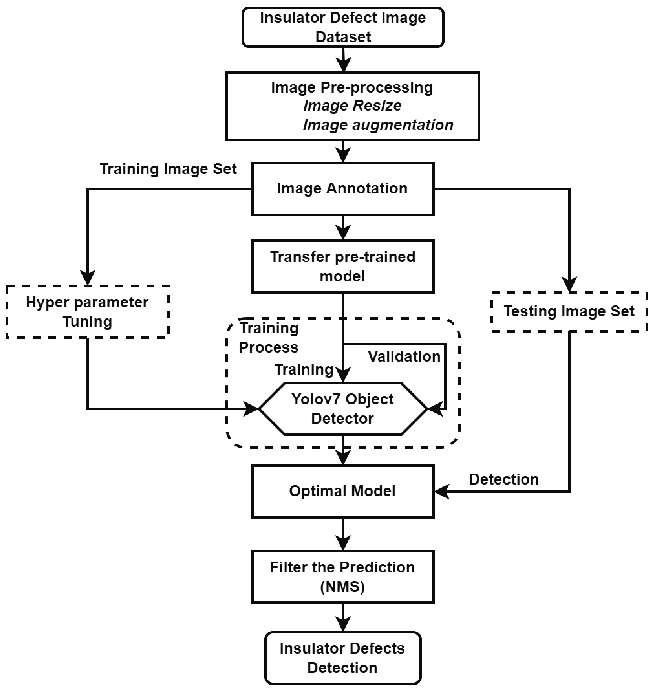 Insulator Defect Image
Dataset
Image Pre-processing
Image Resize
Image augmentation
Training Image Set
Image Annotation
Transfer pre-trained
model
Hyper parameter
Tuning
Testing Image Set
Training
Process
Validation
Training
Yolov7 Object
Detector
Optimal Model
Detection
Filter the Prediction
(NMS)
Insulator Defects
Detection